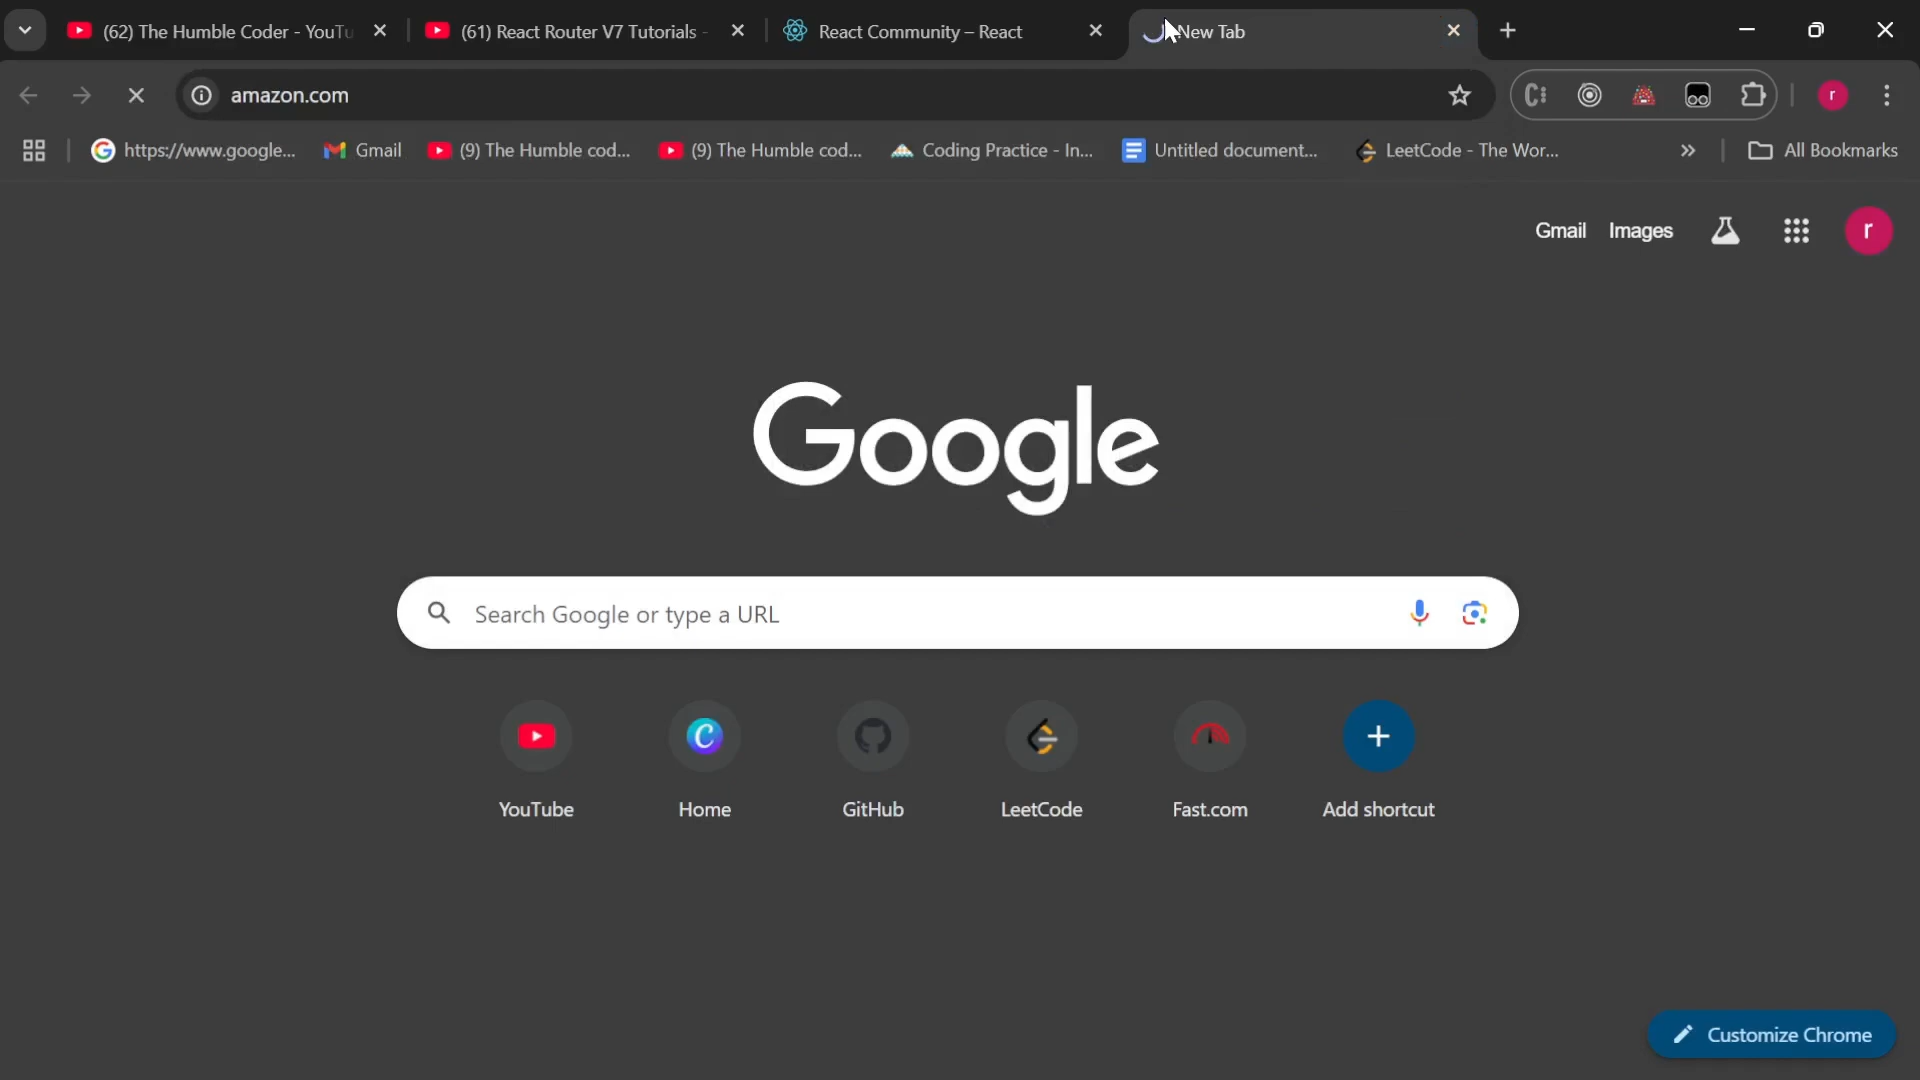 (62) The Humble Coder - YouTu
(61) React Router V7 Tutorials -
React Community – React
New Tab
amazon.com
r
https://www.google...
Gmail
(9) The Humble cod...
(9) The Humble cod...
Coding Practice - In...
Untitled document...
LeetCode - The Wor...
»
All Bookmarks
Gmail Images
r
Google
Search Google or type a URL
YouTube
Home
GitHub
LeetCode
Fast.com
Add shortcut
Customize Chrome